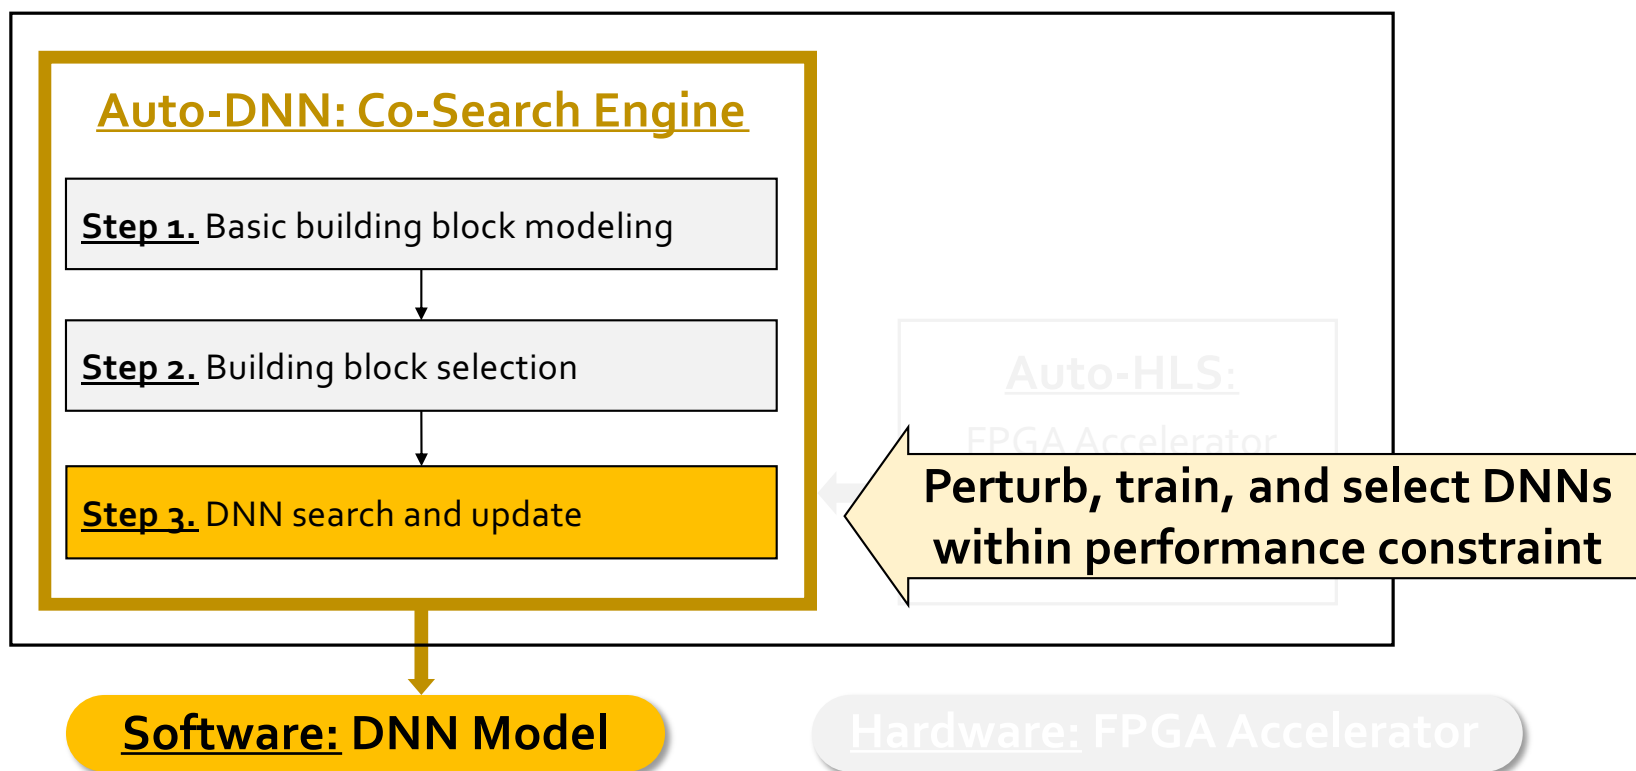 Auto-DNN: Co-Search Engine
Step 1. Basic building block modeling
Step 2. Building block selection
Step 3. DNN search and update
Auto-HLS:
FPGA Accelerator
Perturb, train, and select DNNs
within performance constraint
Software: DNN Model
Hardware: FPGA Accelerator